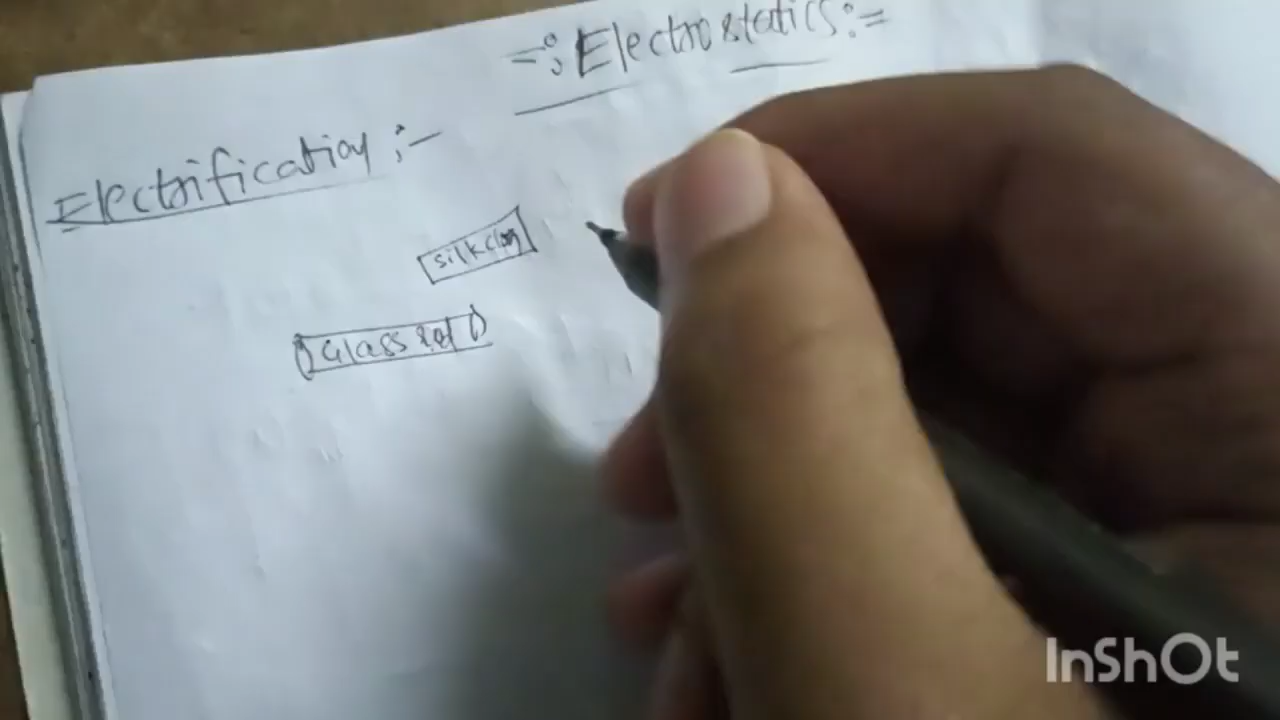 =: Electrostatics :=
Electrification :-
silk cloth
Glass rod
InShOt